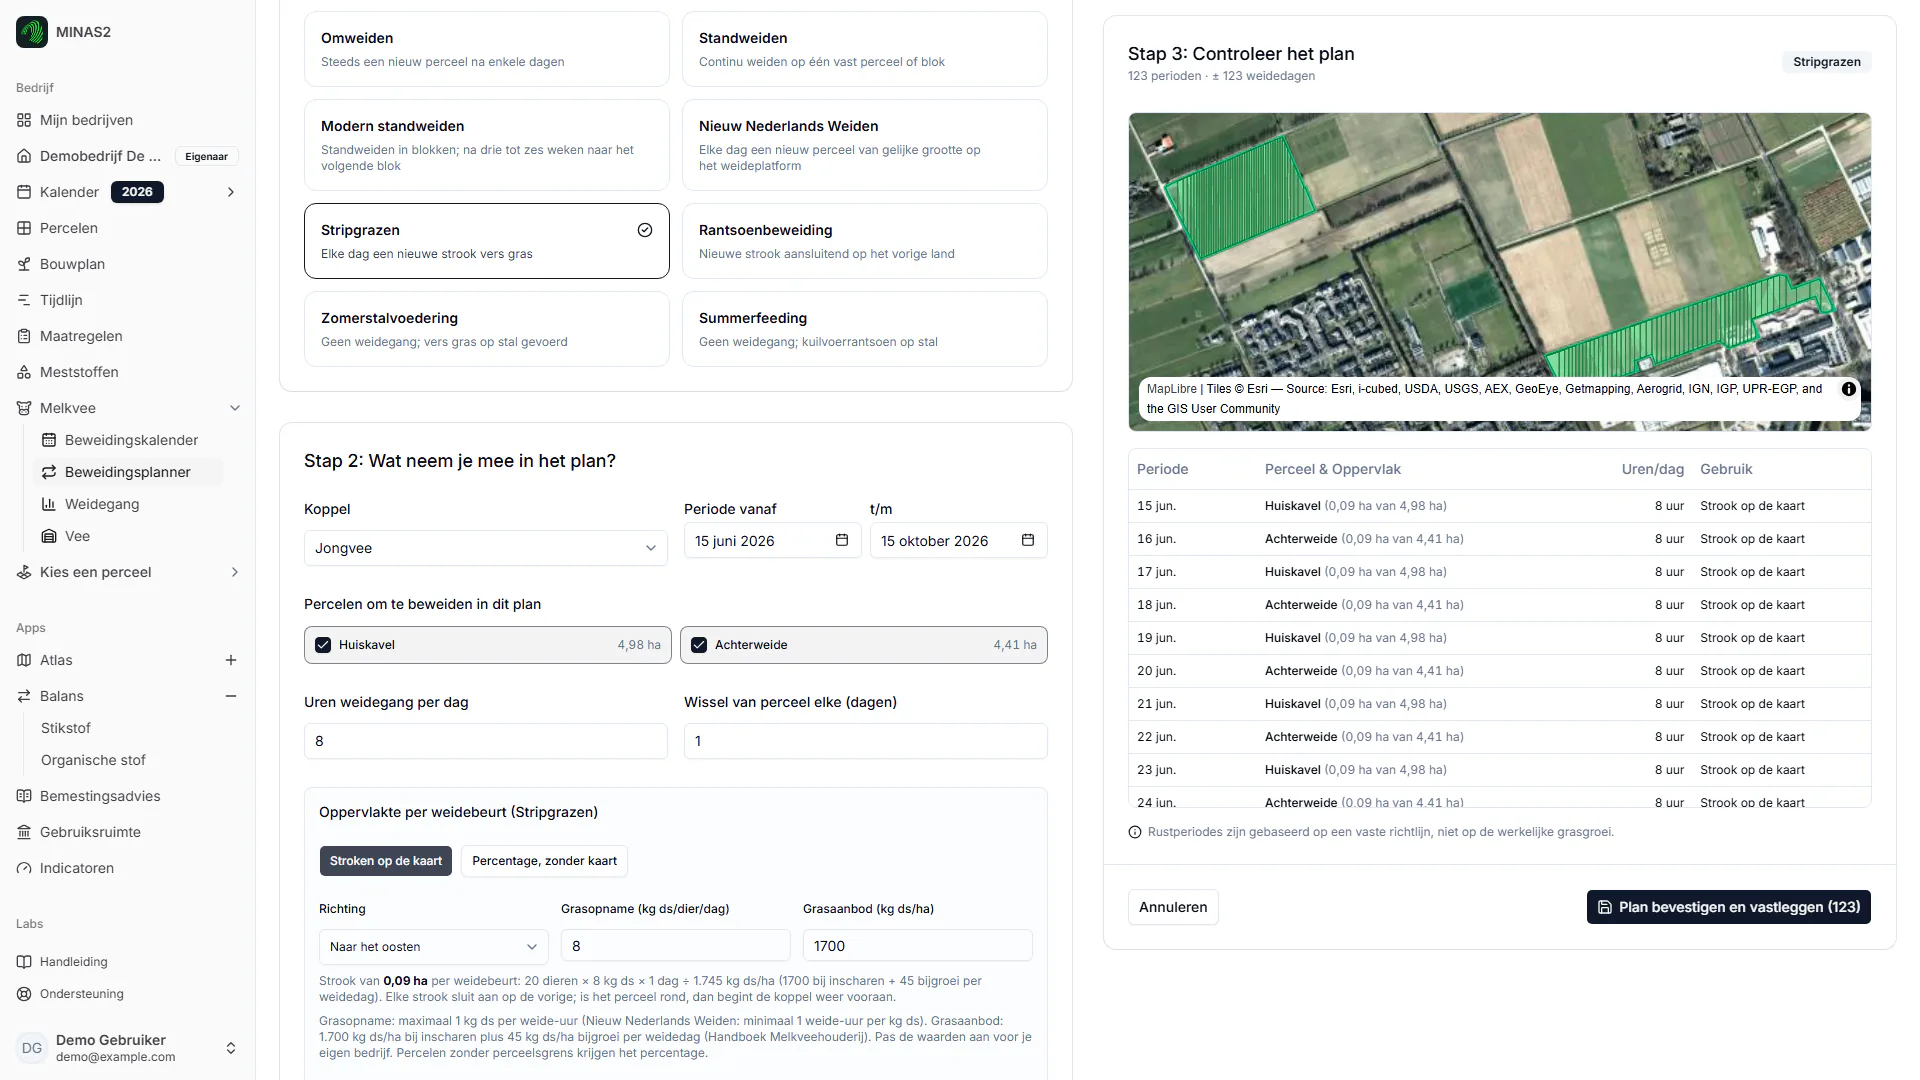 MINAS2
Bedrijf
Mijn bedrijven
Demobedrijf De ...
Eigenaar
Kalender
2026
Percelen
Bouwplan
Tijdlijn
Maatregelen
Meststoffen
Melkvee
Beweidingskalender
Beweidingsplanner
Weidegang
Vee
Kies een perceel
Apps
Atlas
Balans
Stikstof
Organische stof
Bemestingsadvies
Gebruiksruimte
Indicatoren
Labs
Handleiding
Ondersteuning
DG
Demo Gebruiker
demo@example.com
Omweiden
Steeds een nieuw perceel na enkele dagen
Standweiden
Continu weiden op één vast perceel of blok
Modern standweiden
Standweiden in blokken; na drie tot zes weken naar het
volgende blok
Nieuw Nederlands Weiden
Elke dag een nieuw perceel van gelijke grootte op
het weideplatform
Stripgrazen
Elke dag een nieuwe strook vers gras
Rantsoenbeweiding
Nieuwe strook aansluitend op het vorige land
Zomerstalvoedering
Geen weidegang; vers gras op stal gevoerd
Summerfeeding
Geen weidegang; kuilvoerrantsoen op stal
Stap 2: Wat neem je mee in het plan?
Koppel
Jongvee
Periode vanaf
15 juni 2026
t/m
15 oktober 2026
Percelen om te beweiden in dit plan
Huiskavel 4,98 ha
Achterweide 4,41 ha
Uren weidegang per dag
8
Wissel van perceel elke (dagen)
1
Oppervlakte per weidebeurt (Stripgrazen)
Stroken op de kaart
Percentage, zonder kaart
Richting
Naar het oosten
Grasopname (kg ds/dier/dag)
8
Grasaanbod (kg ds/ha)
1700
Strook van 0,09 ha per weidebeurt: 20 dieren × 8 kg ds × 1 dag ÷ 1.745 kg ds/ha (1700 bij inscharen + 45 bijgroei per
weidedag). Elke strook sluit aan op de vorige; is het perceel rond, dan begint de koppel weer vooraan.
Grasopname: maximaal 1 kg ds per weide-uur (Nieuw Nederlands Weiden: minimaal 1 weide-uur per kg ds). Grasaanbod:
1.700 kg ds/ha bij inscharen plus 45 kg ds/ha bijgroei per weidedag (Handboek Melkveehouderij). Pas de waarden aan voor je
eigen bedrijf. Percelen zonder perceelsgrens krijgen het percentage.
Stap 3: Controleer het plan
123 perioden · ± 123 weidedagen
Stripgrazen
MapLibre | Tiles © Esri — Source: Esri, i-cubed, USDA, USGS, AEX, GeoEye, Getmapping, Aerogrid, IGN, IGP, UPR-EGP, and
the GIS User Community
Periode Perceel & Oppervlak Uren/dag Gebruik
15 jun. Huiskavel (0,09 ha van 4,98 ha) 8 uur Strook op de kaart
16 jun. Achterweide (0,09 ha van 4,41 ha) 8 uur Strook op de kaart
17 jun. Huiskavel (0,09 ha van 4,98 ha) 8 uur Strook op de kaart
18 jun. Achterweide (0,09 ha van 4,41 ha) 8 uur Strook op de kaart
19 jun. Huiskavel (0,09 ha van 4,98 ha) 8 uur Strook op de kaart
20 jun. Achterweide (0,09 ha van 4,41 ha) 8 uur Strook op de kaart
21 jun. Huiskavel (0,09 ha van 4,98 ha) 8 uur Strook op de kaart
22 jun. Achterweide (0,09 ha van 4,41 ha) 8 uur Strook op de kaart
23 jun. Huiskavel (0,09 ha van 4,98 ha) 8 uur Strook op de kaart
24 jun. Achterweide (0,09 ha van 4,41 ha) 8 uur Strook op de kaart
Rustperiodes zijn gebaseerd op een vaste richtlijn, niet op de werkelijke grasgroei.
Annuleren
Plan bevestigen en vastleggen (123)